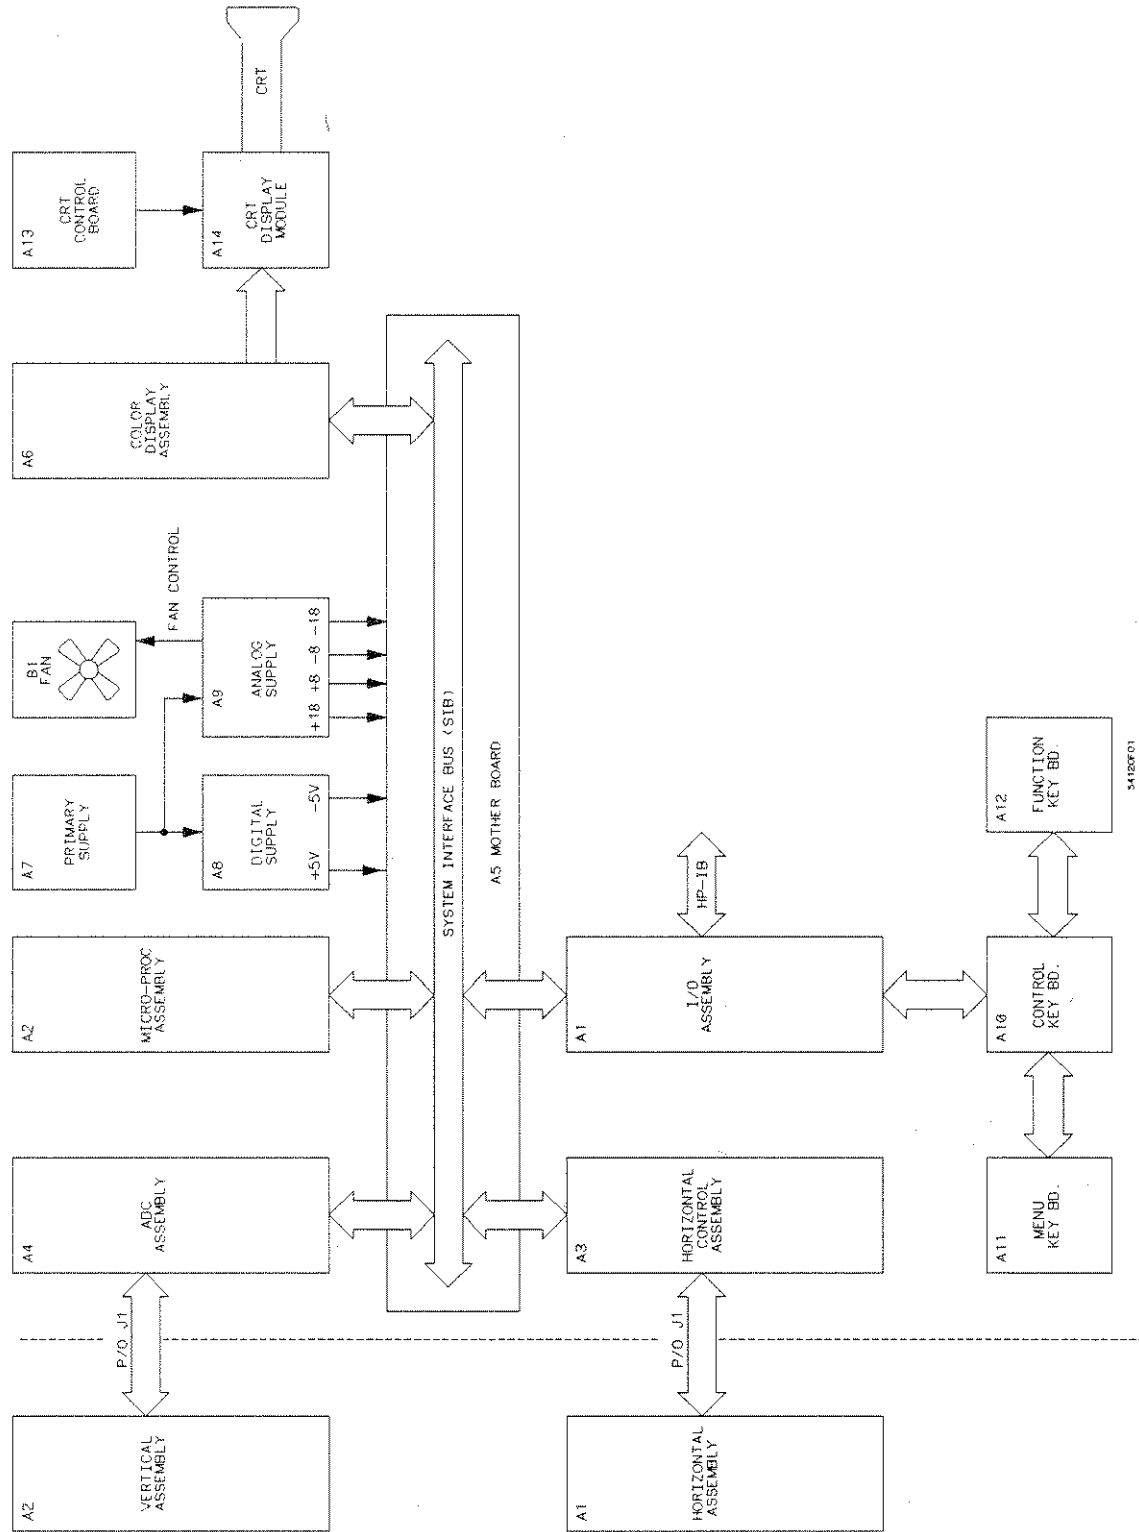 A2
VERTICAL
ASSEMBLY
P/O J1
A4
ADC
ASSEMBLY
A2
MICRO-PROC
ASSEMBLY
A7
PRIMARY
SUPPLY
B1
FAN
FAN CONTROL
A8
DIGITAL
SUPPLY
+5V
-5V
A9
ANALOG
SUPPLY
+18 +8 -8 -18
A6
COLOR
DISPLAY
ASSEMBLY
A13
CRT
CONTROL
BOARD
A14
CRT
DISPLAY
MODULE
CRT
SYSTEM INTERFACE BUS (SIB)
A5 MOTHER BOARD
A1
HORIZONTAL
ASSEMBLY
P/O J1
A3
HORIZONTAL
CONTROL
ASSEMBLY
A1
I/O
ASSEMBLY
HP-IB
A11
MENU
KEY BD.
A10
CONTROL
KEY BD.
A12
FUNCTION
KEY BD.
54120F01